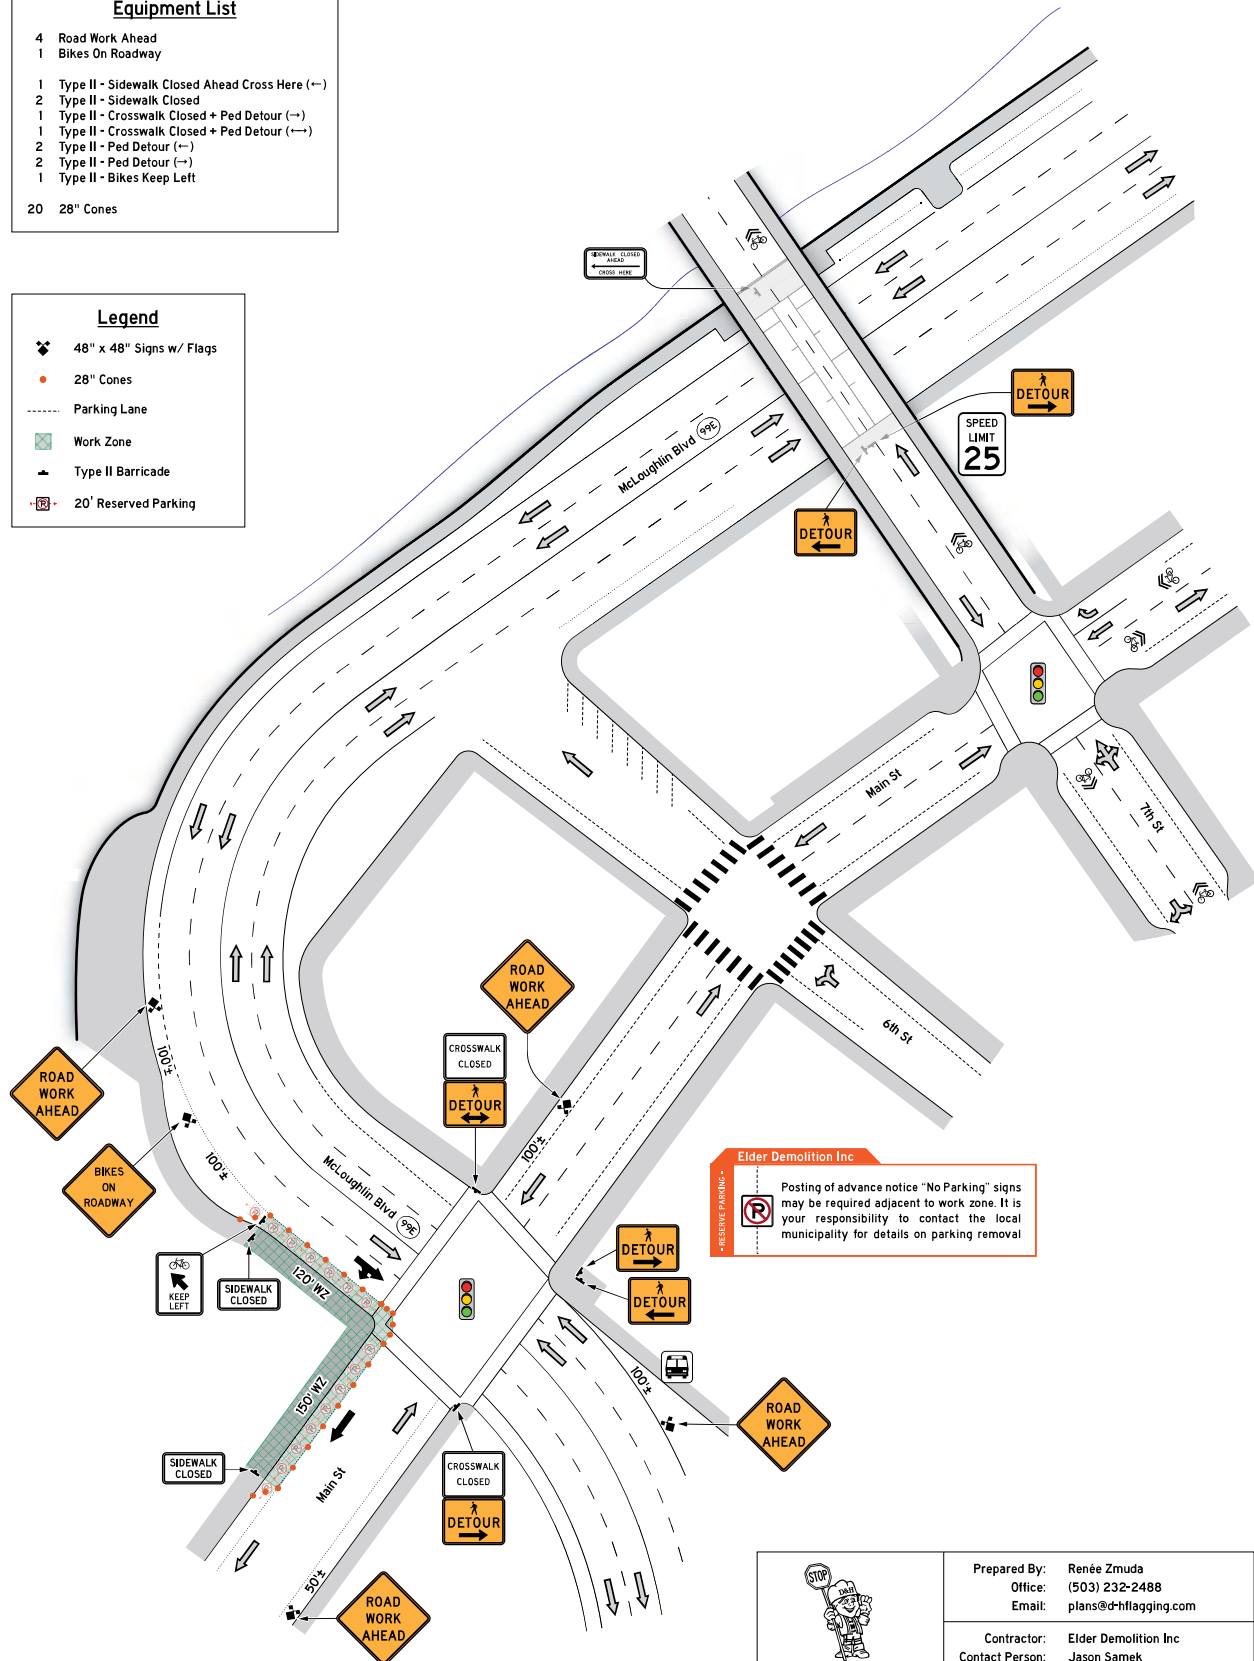 Equipment List
4 Road Work Ahead
1 Bikes On Roadway
1 Type II - Sidewalk Closed Ahead Cross Here (←)
2 Type II - Sidewalk Closed
1 Type II - Crosswalk Closed + Ped Detour (→)
1 Type II - Crosswalk Closed + Ped Detour (↔)
2 Type II - Ped Detour (←)
2 Type II - Ped Detour (→)
1 Type II - Bikes Keep Left
20 28" Cones
Legend
48" x 48" Signs w/ Flags
28" Cones
Parking Lane
Work Zone
Type II Barricade
20' Reserved Parking
SIDEWALK CLOSED
AHEAD
CROSS HERE
DETOUR
SPEED
LIMIT
25
McLoughlin Blvd 99E
DETOUR
Main St
7th St
6th St
ROAD
WORK
AHEAD
CROSSWALK
CLOSED
DETOUR
100'±
ROAD
WORK
AHEAD
100'±
BIKES
ON
ROADWAY
100'±
McLoughlin Blvd 99E
KEEP
LEFT
SIDEWALK
CLOSED
120' WZ
150' WZ
SIDEWALK
CLOSED
Main St
50'±
ROAD
WORK
AHEAD
CROSSWALK
CLOSED
DETOUR
DETOUR
DETOUR
100'±
ROAD
WORK
AHEAD
Elder Demolition Inc
- RESERVE PARKING -
P
Posting of advance notice "No Parking" signs
may be required adjacent to work zone. It is
your responsibility to contact the local
municipality for details on parking removal
STOP
D&H
Prepared By: Renée Zmuda
Office: (503) 232-2488
Email: plans@d-hflagging.com
Contractor: Elder Demolition Inc
Contact Person: Jason Samek